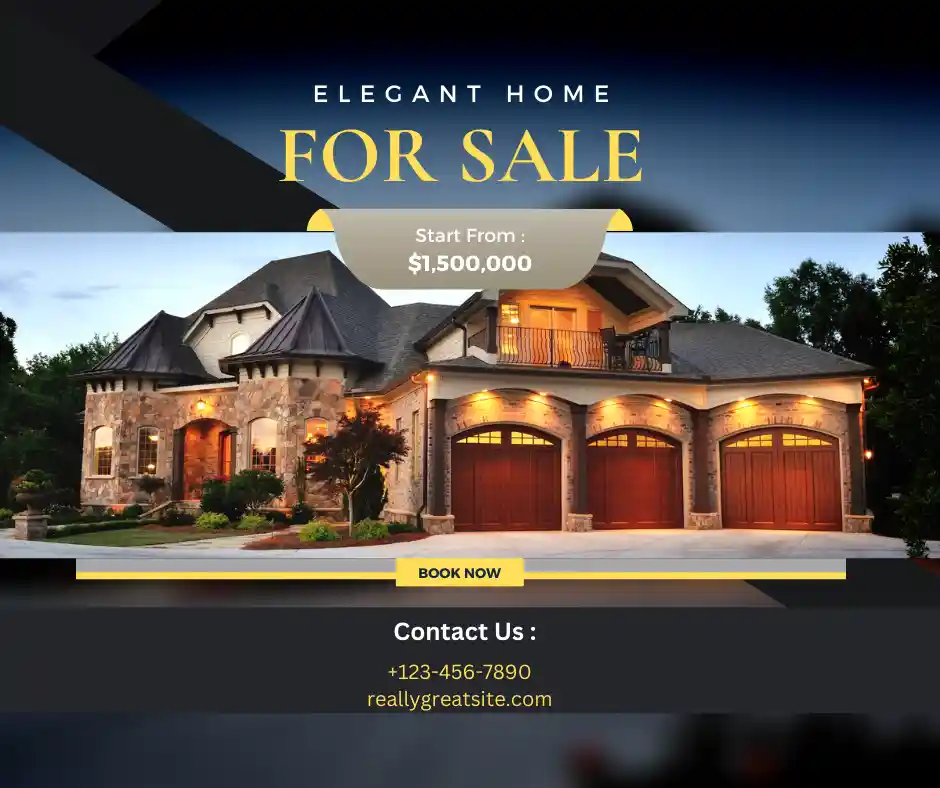 ELEGANT HOME
FOR SALE
Start From :
$1,500,000
BOOK NOW
Contact Us :
+123-456-7890
reallygreatsite.com